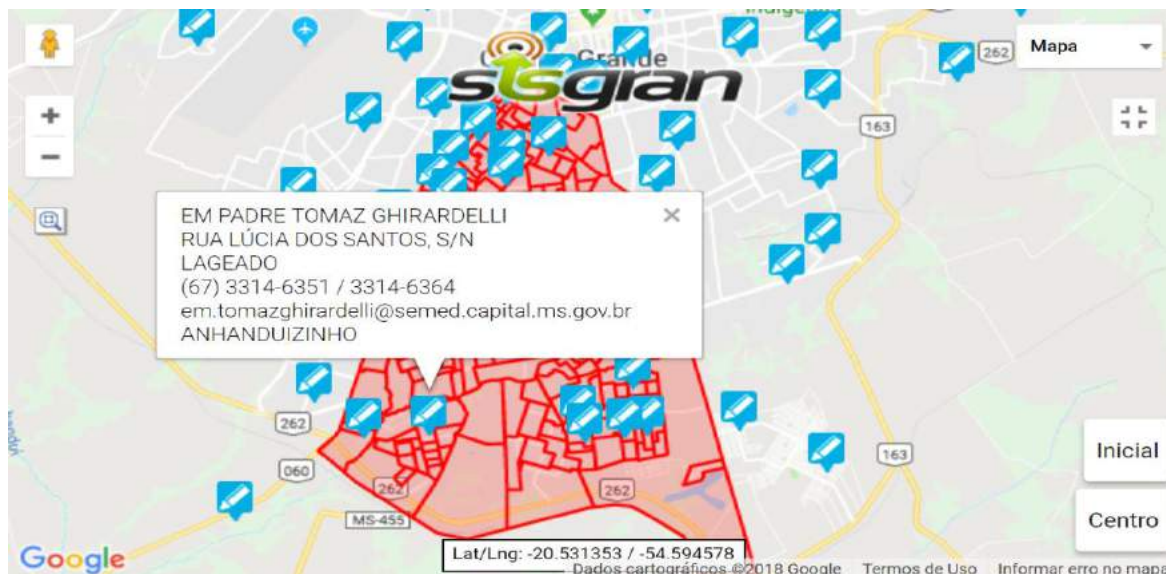 Indígena
262
Mapa
Grande
stsgran
163
EM PADRE TOMAZ GHIRARDELLI
RUA LÚCIA DOS SANTOS, S/N
LAGEADO
(67) 3314-6351 / 3314-6364
em.tomazghirardelli@semed.capital.ms.gov.br
ANHANDUIZINHO
262
163
Inicial
060
262
262
MS-455
Centro
Lat/Lng: -20.531353 / -54.594578
Google
Dados cartográficos ©2018 Google
Termos de Uso
Informar erro no mapa